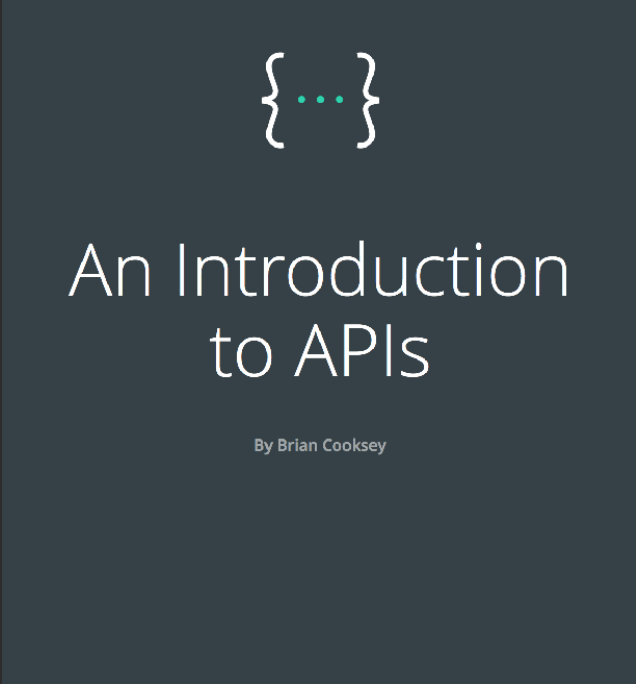 {...}
An Introduction
to APIs
By Brian Cooksey